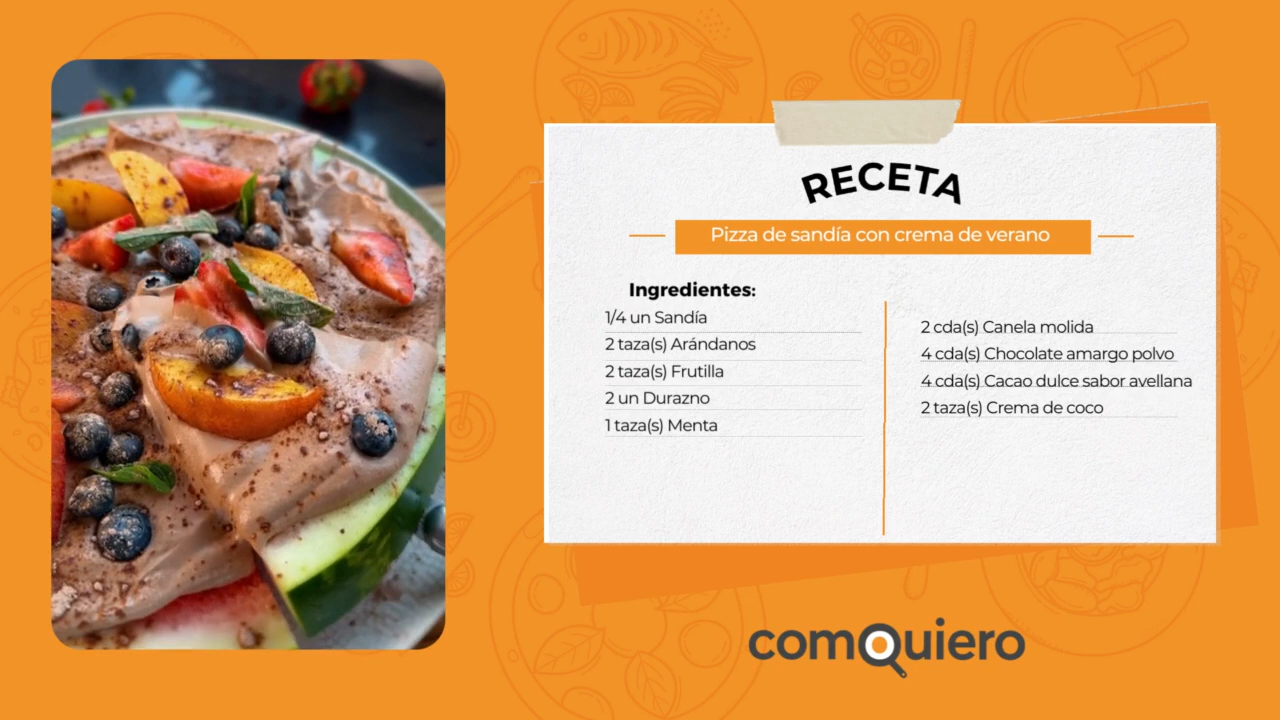 RECETA
Pizza de sandía con crema de verano
Ingredientes:
1/4 un Sandía
2 taza(s) Arándanos
2 taza(s) Frutilla
2 un Durazno
1 taza(s) Menta
2 cda(s) Canela molida
4 cda(s) Chocolate amargo polvo
4 cda(s) Cacao dulce sabor avellana
2 taza(s) Crema de coco
comQuiero